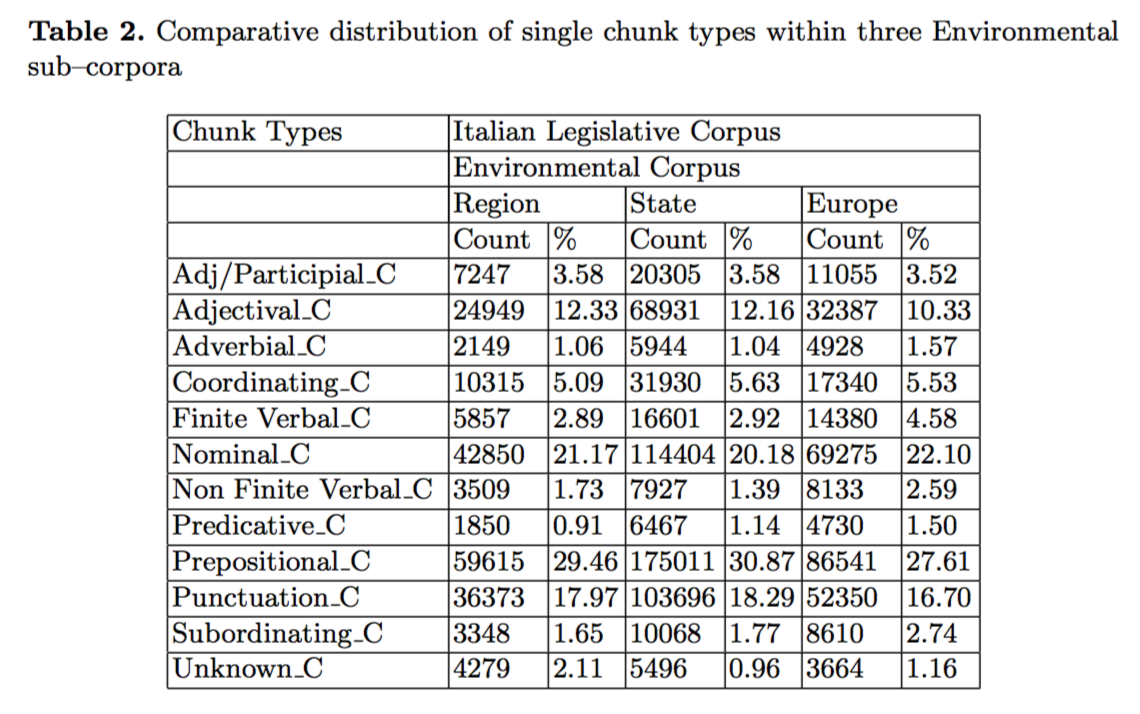 Table 2. Comparative distribution of single chunk types within three Environmental
sub–corpora
Chunk Types Italian Legislative Corpus
Environmental Corpus
Region State Europe
Count % Count % Count %
Adj/Participial_C 7247 3.58 20305 3.58 11055 3.52
Adjectival_C 24949 12.33 68931 12.16 32387 10.33
Adverbial_C 2149 1.06 5944 1.04 4928 1.57
Coordinating_C 10315 5.09 31930 5.63 17340 5.53
Finite Verbal_C 5857 2.89 16601 2.92 14380 4.58
Nominal_C 42850 21.17 114404 20.18 69275 22.10
Non Finite Verbal_C 3509 1.73 7927 1.39 8133 2.59
Predicative_C 1850 0.91 6467 1.14 4730 1.50
Prepositional_C 59615 29.46 175011 30.87 86541 27.61
Punctuation_C 36373 17.97 103696 18.29 52350 16.70
Subordinating_C 3348 1.65 10068 1.77 8610 2.74
Unknown_C 4279 2.11 5496 0.96 3664 1.16